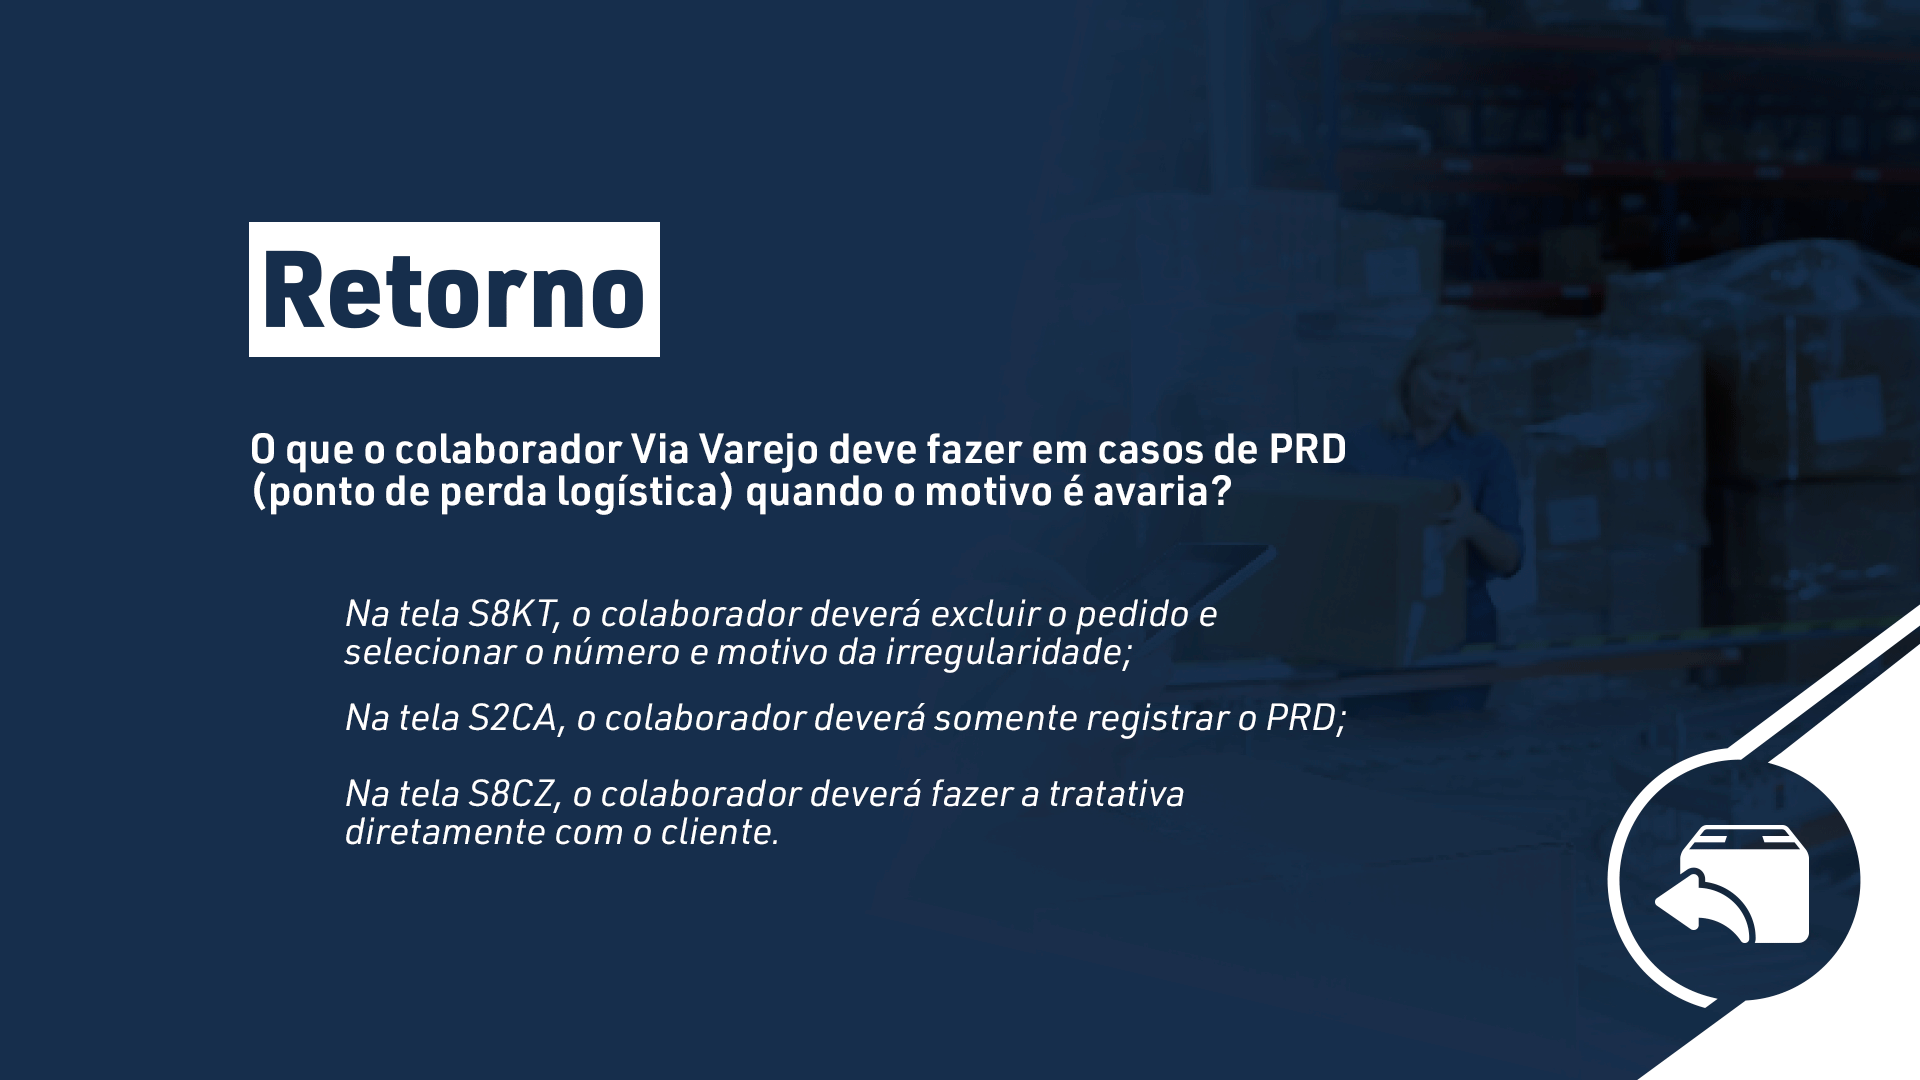 Retorno
O que o colaborador Via Varejo deve fazer em casos de PRD
(ponto de perda logística) quando o motivo é avaria?
Na tela S8KT, o colaborador deverá excluir o pedido e
selecionar o número e motivo da irregularidade;
Na tela S2CA, o colaborador deverá somente registrar o PRD;
Na tela S8CZ, o colaborador deverá fazer a tratativa
diretamente com o cliente.